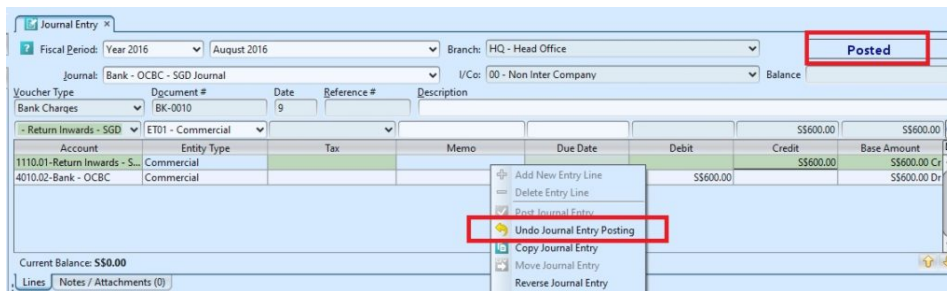 Journal Entry
Fiscal Period: Year 2016 August 2016 Branch: HQ - Head Office Posted
Journal: Bank - OCBC - SGD Journal I/Co: 00 - Non Inter Company Balance
Voucher Type Document # Date Reference # Description
Bank Charges BK-0010 9
- Return Inwards - SGD ET01 - Commercial S$600.00 S$600.00
Account Entity Type Tax Memo Due Date Debit Credit Base Amount
1110.01-Return Inwards - S... Commercial S$600.00 S$600.00 Cr
4010.02-Bank - OCBC Commercial S$600.00 S$600.00 Dr
Add New Entry Line
Delete Entry Line
Post Journal Entry
Undo Journal Entry Posting
Copy Journal Entry
Move Journal Entry
Reverse Journal Entry
Current Balance: S$0.00
Lines Notes / Attachments (0)